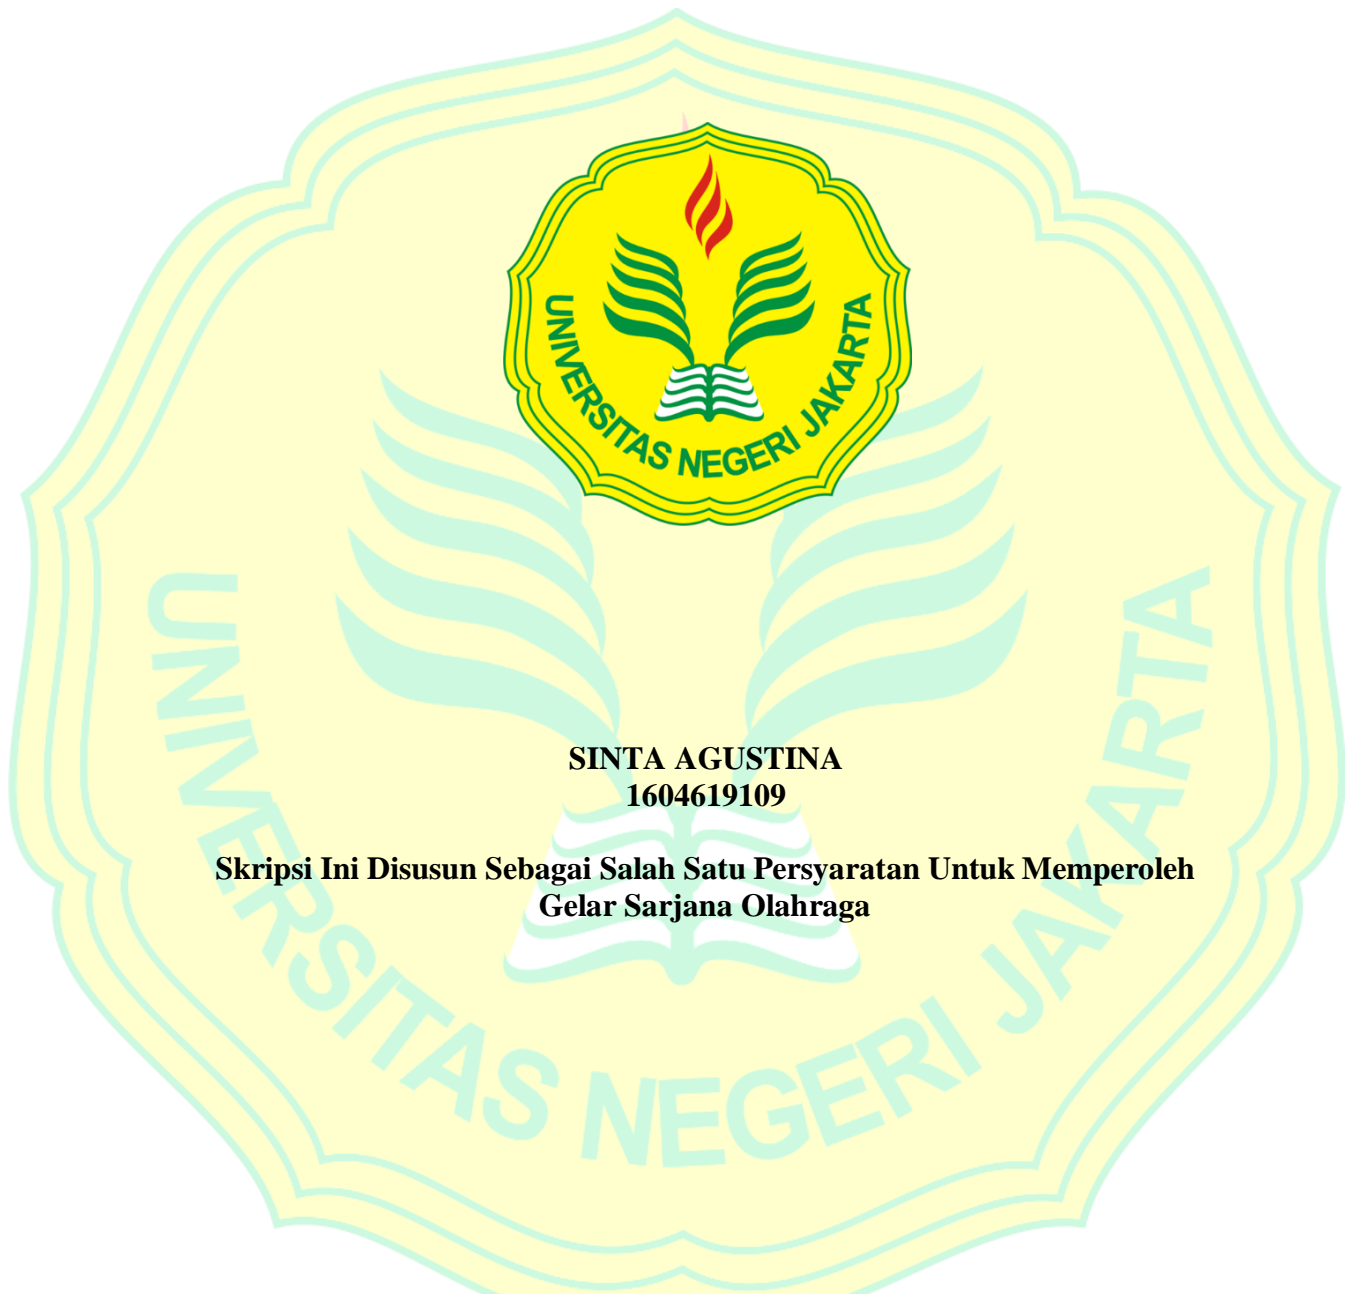 UNIVERSITAS NEGERI JAKARTA
SINTA AGUSTINA
1604619109
Skripsi Ini Disusun Sebagai Salah Satu Persyaratan Untuk Memperoleh
Gelar Sarjana Olahraga
UNIVERSITAS NEGERI JAKARTA